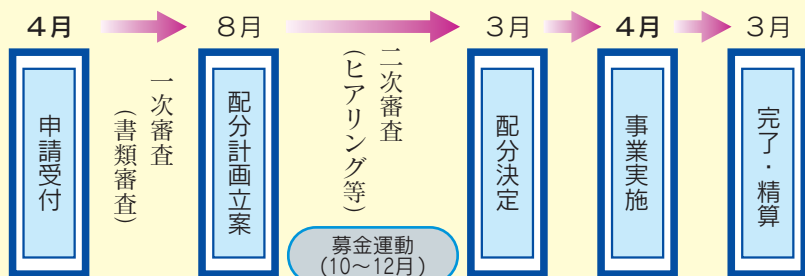 4月
8月
3月
4月
3月
申請受付
一次審査
(書類審査)
配分計画立案
二次審査
(ヒアリング等)
募金運動
(10～12月)
配分決定
事業実施
完了・精算